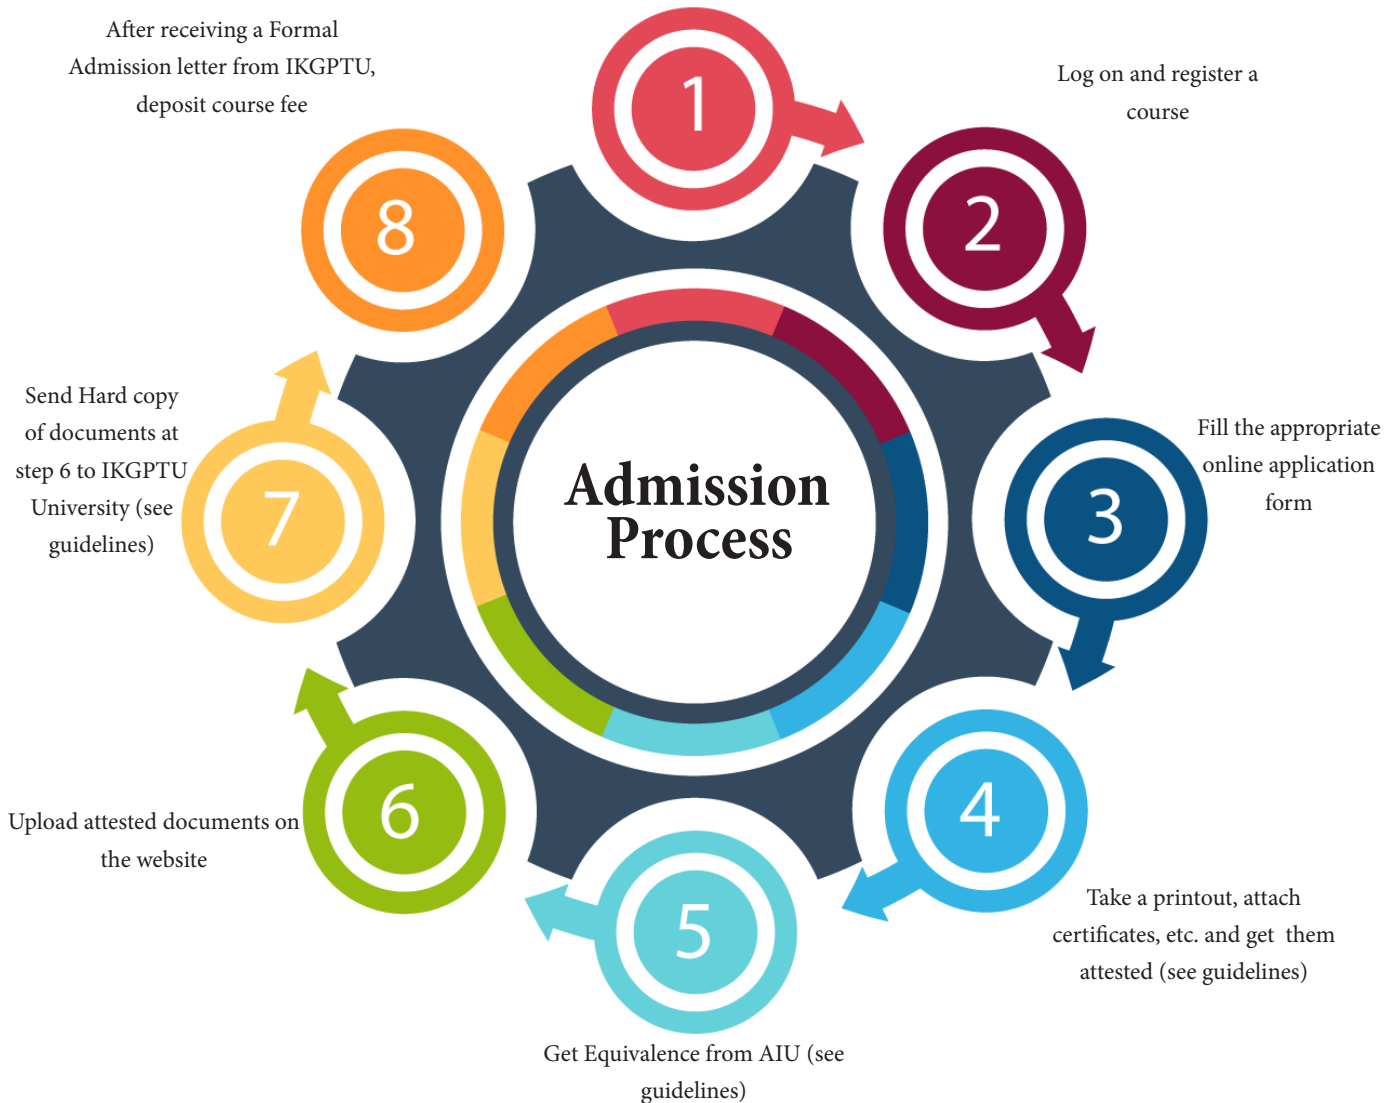 1
2
Log on and register a
course
3
Fill the appropriate
online application
form
4
Take a printout, attach
certificates, etc. and get them
attested (see guidelines)
5
Get Equivalence from AIU (see
guidelines)
6
Upload attested documents on
the website
7
Send Hard copy
of documents at
step 6 to IKGPTU
University (see
guidelines)
8
After receiving a Formal
Admission letter from IKGPTU,
deposit course fee
Admission
Process